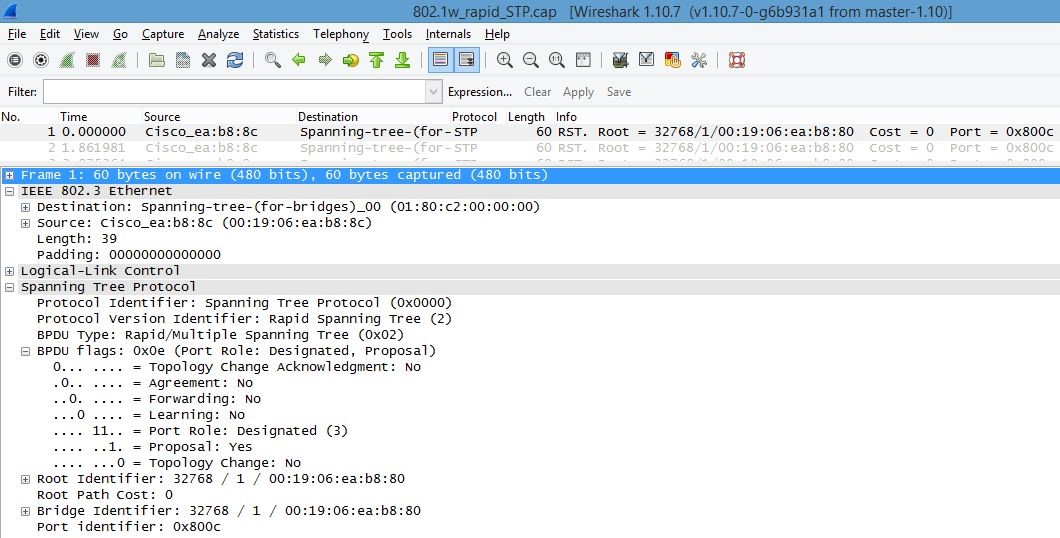 802.1w_rapid_STP.cap [Wireshark 1.10.7 (v1.10.7-0-g6b931a1 from master-1.10)]
File Edit View Go Capture Analyze Statistics Telephony Tools Internals Help
Filter: Expression... Clear Apply Save
No. Time Source Destination Protocol Length Info
1 0.000000 Cisco_ea:b8:8c Spanning-tree-(for- STP 60 RST. Root = 32768/1/00:19:06:ea:b8:80 Cost = 0 Port = 0x800c
2 1.861981 Cisco_ea:b8:8c Spanning-tree-(for- STP 60 RST. Root = 32768/1/00:19:06:ea:b8:80 Cost = 0 Port = 0x800c
Frame 1: 60 bytes on wire (480 bits), 60 bytes captured (480 bits)
IEEE 802.3 Ethernet
Destination: Spanning-tree-(for-bridges)_00 (01:80:c2:00:00:00)
Source: Cisco_ea:b8:8c (00:19:06:ea:b8:8c)
Length: 39
Padding: 00000000000000
Logical-Link Control
Spanning Tree Protocol
Protocol Identifier: Spanning Tree Protocol (0x0000)
Protocol Version Identifier: Rapid Spanning Tree (2)
BPDU Type: Rapid/Multiple Spanning Tree (0x02)
BPDU flags: 0x0e (Port Role: Designated, Proposal)
0... .... = Topology Change Acknowledgment: No
.0.. .... = Agreement: No
..0. .... = Forwarding: No
...0 .... = Learning: No
.... 11.. = Port Role: Designated (3)
.... ..1. = Proposal: Yes
.... ...0 = Topology Change: No
Root Identifier: 32768 / 1 / 00:19:06:ea:b8:80
Root Path Cost: 0
Bridge Identifier: 32768 / 1 / 00:19:06:ea:b8:80
Port identifier: 0x800c